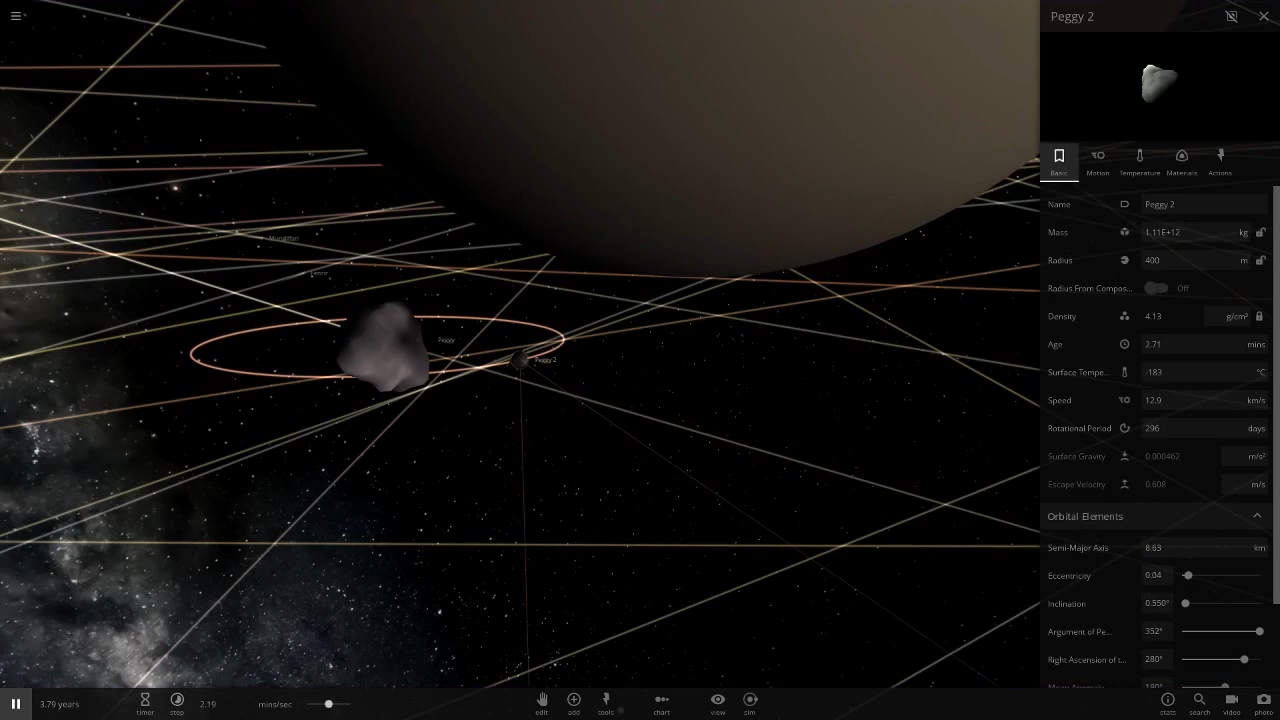 Peggy 2
Basic
Motion
Temperature
Materials
Actions
Name Peggy 2
Mass 1.11E+12 kg
Radius 400 m
Radius From Compos... Off
Density 4.13 g/cm³
Age 2.71 mins
Surface Tempe... -183 °C
Speed 12.9 km/s
Rotational Period 296 days
Surface Gravity 0.000462 m/s²
Escape Velocity 0.608 m/s
Orbital Elements
Semi-Major Axis 8.63 km
Eccentricity 0.04
Inclination 0.550°
Argument of Pe... 352°
Right Ascension of t... 280°
Mundilfari
Fenrir
Peggy
Peggy 2
3.79 years
timer
step
2.19 mins/sec
edit
add
tools
chart
view
sim
stats
search
video
photo